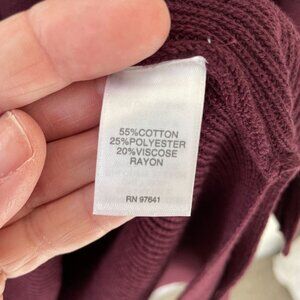 55%COTTON
25%POLYESTER
20%VISCOSE
RAYON
RN 97641